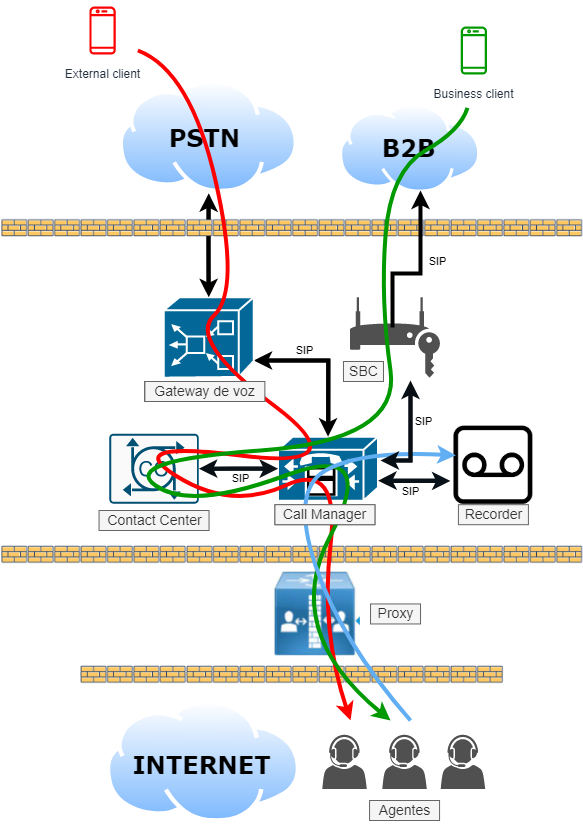 External client
Business client
PSTN
B2B
SIP
SIP
SBC
Gateway de voz
SIP
CS
SIP
SIP
Contact Center
Call Manager
Recorder
Proxy
INTERNET
Agentes